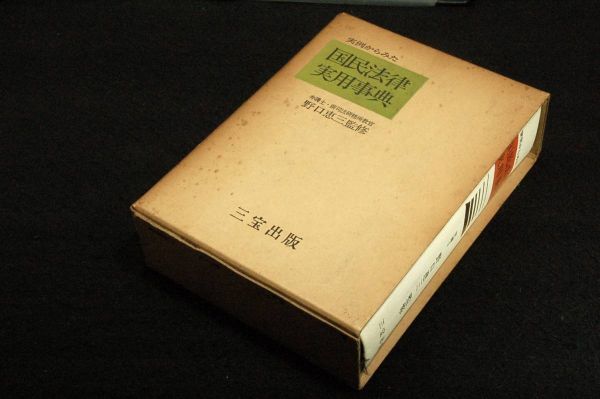 実例からみた
国民法律
実用事典
弁護士・前司法研修所教官
野口恵三監修
三宝出版